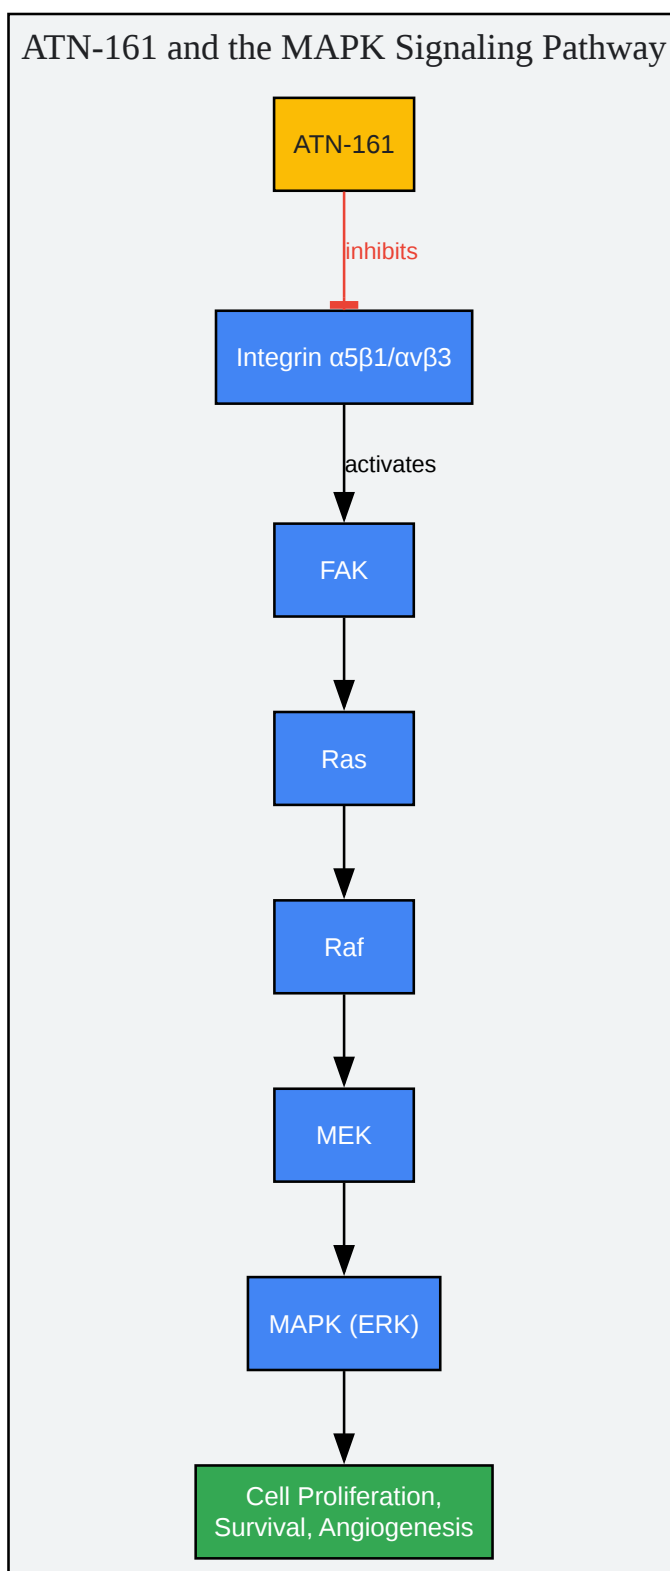 ATN-161 and the MAPK Signaling Pathway
ATN-161
inhibits
Integrin α5β1/αvβ3
activates
FAK
Ras
Raf
MEK
MAPK (ERK)
Cell Proliferation,
Survival, Angiogenesis